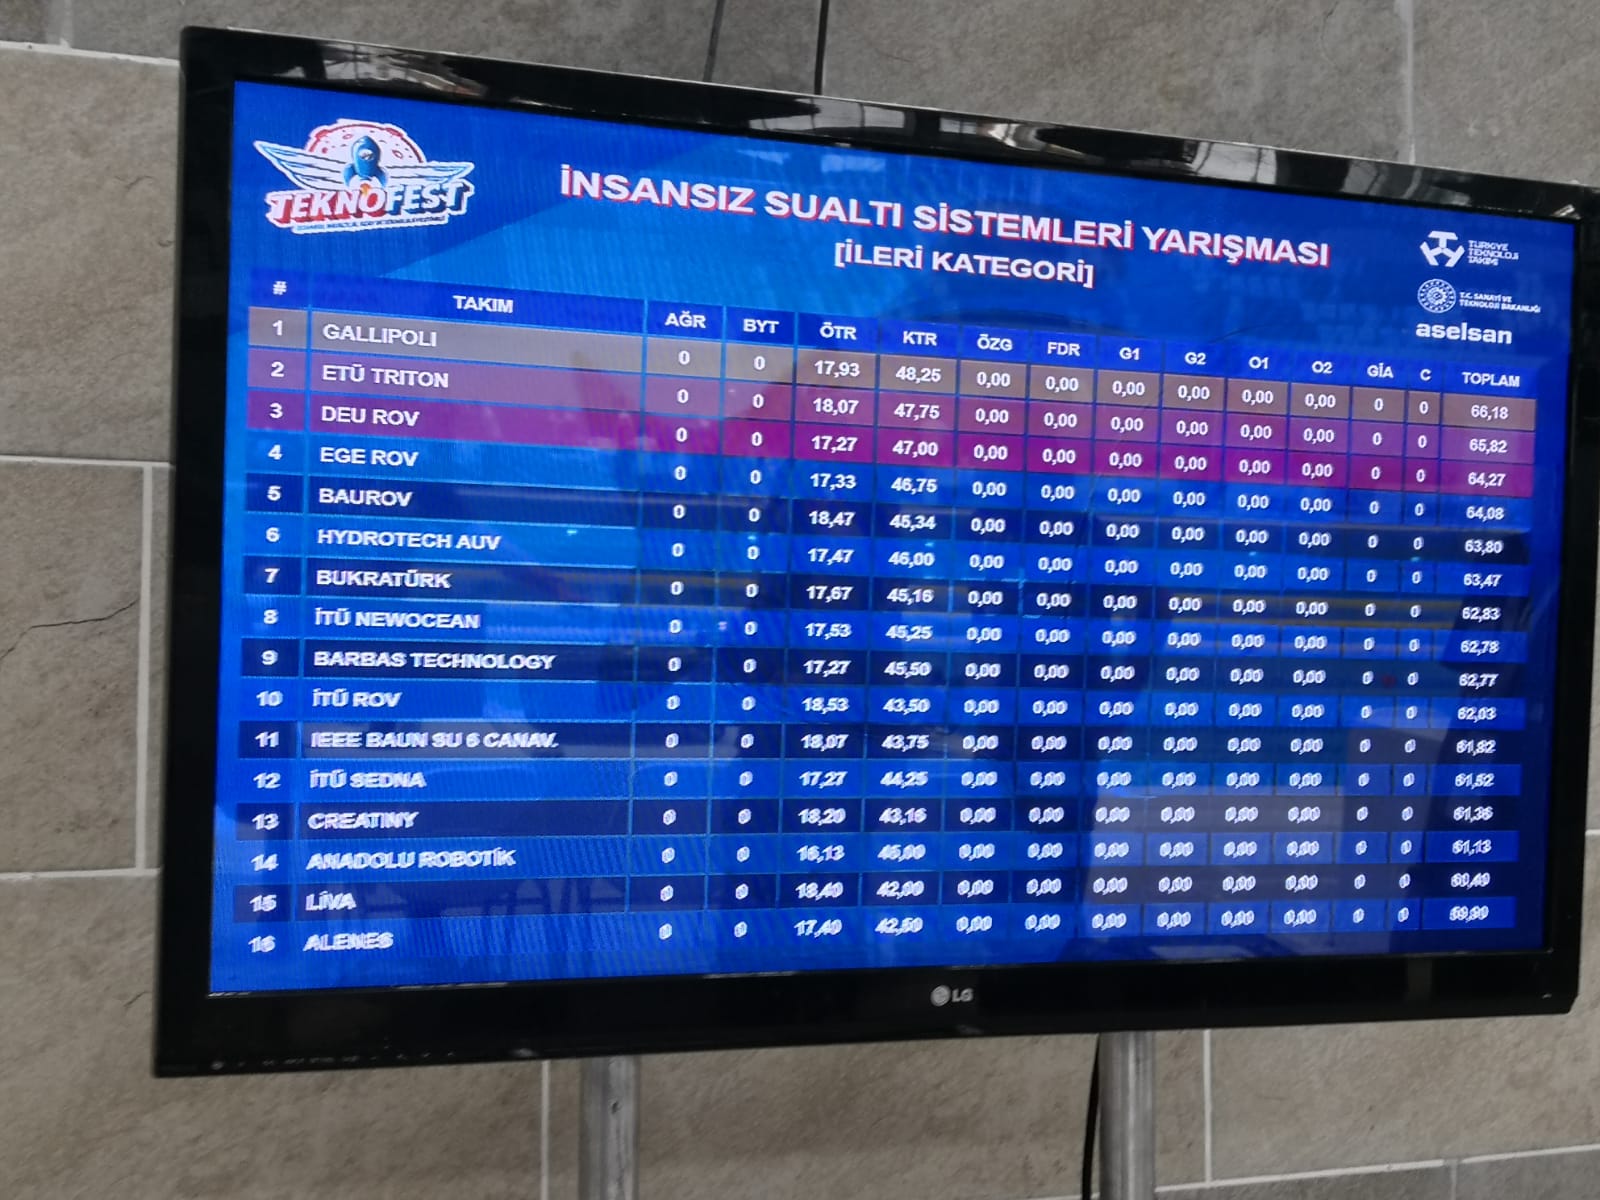 TEKNOFEST
İNSANSIZ SUALTI SİSTEMLERİ YARIŞMASI
[İLERİ KATEGORİ]
TÜRKİYE
TEKNOLOJİ
TAKIMI
T.C. SANAYİ VE
TEKNOLOJİ BAKANLIĞI
aselsan
# TAKIM AĞR BYT ÖTR KTR ÖZG FDR G1 G2 O1 O2 GİA C TOPLAM
1 GALLIPOLI 0 0 17,93 48,25 0,00 0,00 0,00 0,00 0,00 0,00 0 0 66,18
2 ETÜ TRITON 0 0 18,07 47,75 0,00 0,00 0,00 0,00 0,00 0,00 0 0 65,82
3 DEU ROV 0 0 17,27 47,00 0,00 0,00 0,00 0,00 0,00 0,00 0 0 64,27
4 EGE ROV 0 0 17,33 46,75 0,00 0,00 0,00 0,00 0,00 0,00 0 0 64,08
5 BAUROV 0 0 18,47 45,34 0,00 0,00 0,00 0,00 0,00 0,00 0 0 63,80
6 HYDROTECH AUV 0 0 17,47 46,00 0,00 0,00 0,00 0,00 0,00 0,00 0 0 63,47
7 BUKRATÜRK 0 0 17,67 45,16 0,00 0,00 0,00 0,00 0,00 0,00 0 0 62,83
8 İTÜ NEWOCEAN 0 0 17,53 45,25 0,00 0,00 0,00 0,00 0,00 0,00 0 0 62,78
9 BARBAS TECHNOLOGY 0 0 17,27 45,50 0,00 0,00 0,00 0,00 0,00 0,00 0 0 62,77
10 İTÜ ROV 0 0 18,53 43,50 0,00 0,00 0,00 0,00 0,00 0,00 0 0 62,03
11 IEEE BAUN SU 6 CANAV. 0 0 18,07 43,75 0,00 0,00 0,00 0,00 0,00 0,00 0 0 61,82
12 İTÜ SEDNA 0 0 17,27 44,25 0,00 0,00 0,00 0,00 0,00 0,00 0 0 61,52
13 CREATINY 0 0 18,20 43,16 0,00 0,00 0,00 0,00 0,00 0,00 0 0 61,36
14 ANADOLU ROBOTİK 0 0 16,13 45,00 0,00 0,00 0,00 0,00 0,00 0,00 0 0 61,13
15 LİVA 0 0 18,40 42,00 0,00 0,00 0,00 0,00 0,00 0,00 0 0 60,40
16 ALENES 0 0 17,40 42,50 0,00 0,00 0,00 0,00 0,00 0,00 0 0 59,90
LG